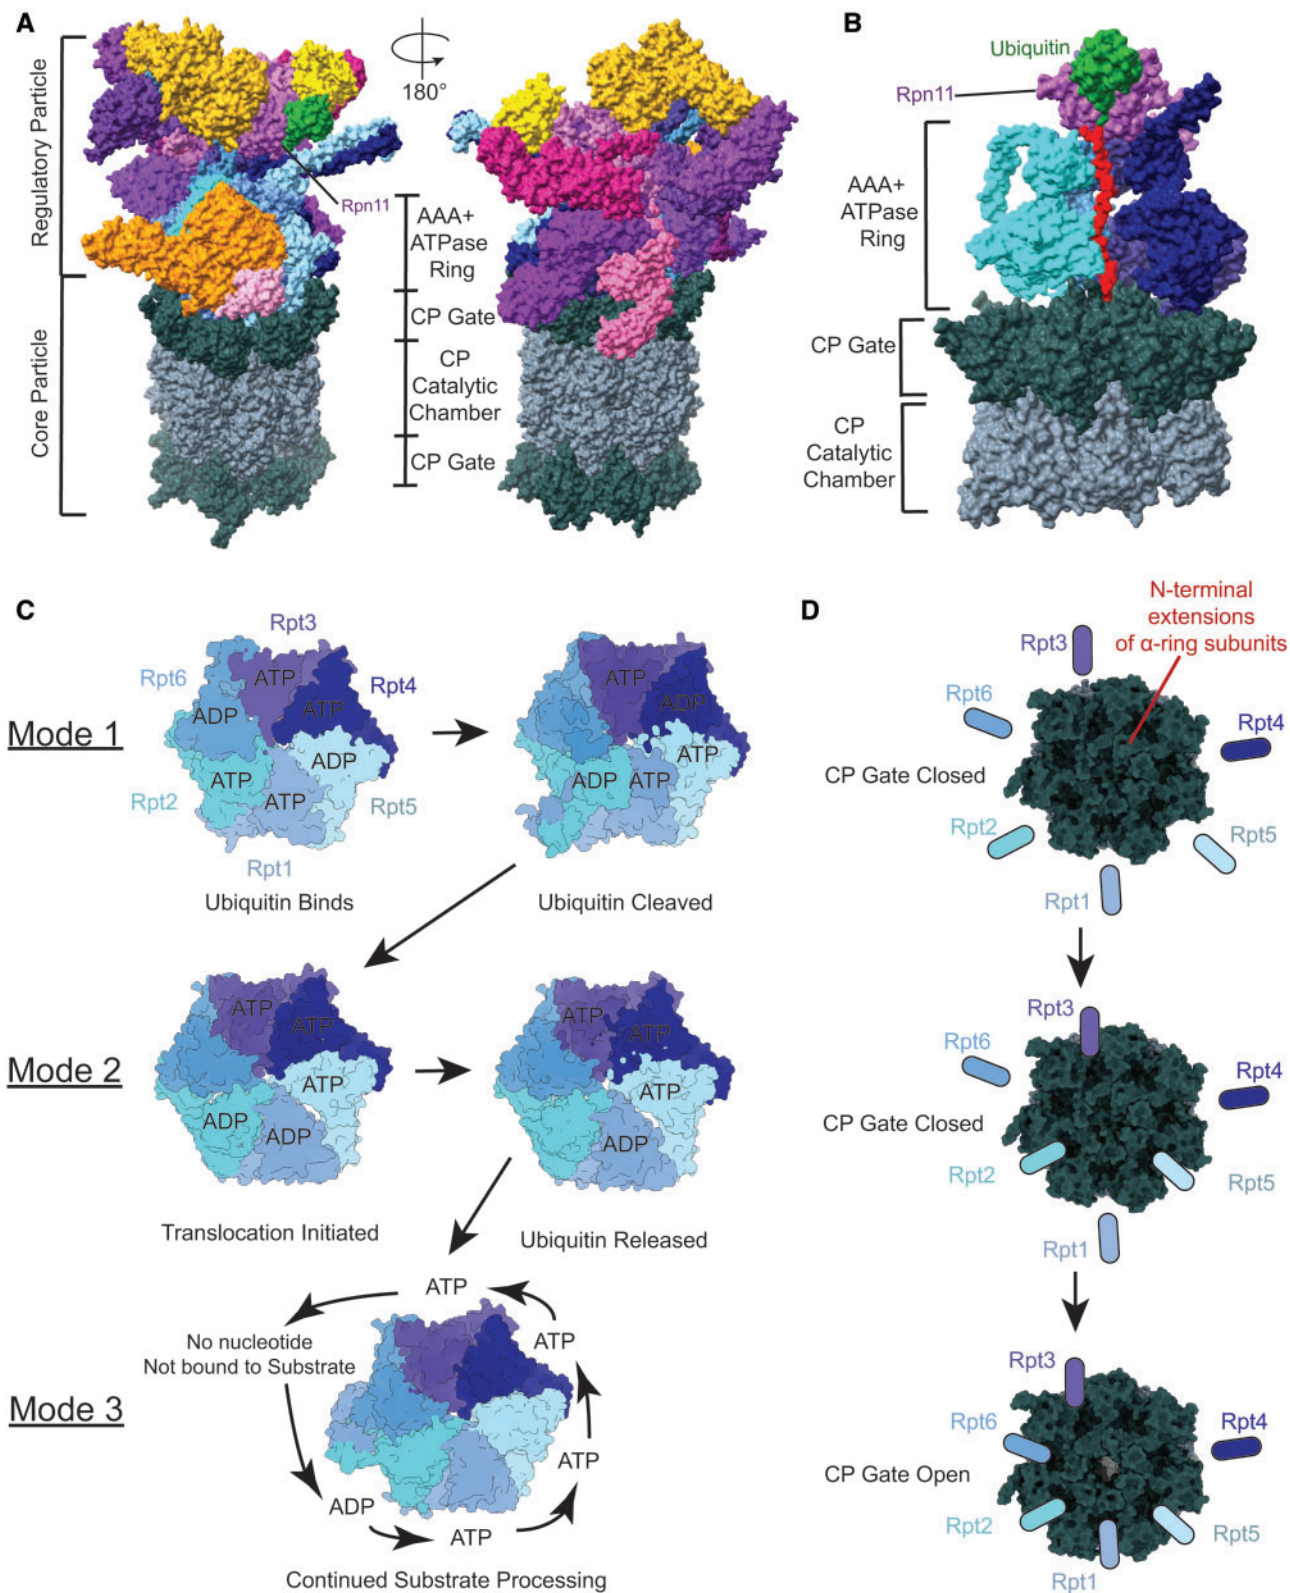 A
Regulatory Particle
Core Particle
180°
Rpn11
AAA+
ATPase
Ring
CP Gate
CP
Catalytic
Chamber
CP Gate
B
Ubiquitin
Rpn11
AAA+
ATPase
Ring
CP Gate
CP
Catalytic
Chamber
C
Mode 1
Rpt3
Rpt6
Rpt4
ATP
ADP
ATP
ATP
ADP
ATP
Rpt2
Rpt5
Rpt1
Ubiquitin Binds
ATP
ADP
ATP
ADP
ATP
Ubiquitin Cleaved
Mode 2
ATP
ATP
ATP
ADP
ADP
Translocation Initiated
ATP
ATP
ATP
ADP
Ubiquitin Released
Mode 3
ATP
No nucleotide
Not bound to Substrate
ATP
ATP
ADP
ATP
Continued Substrate Processing
D
N-terminal
extensions
of α-ring subunits
Rpt3
Rpt6
Rpt4
CP Gate Closed
Rpt2
Rpt5
Rpt1
Rpt3
Rpt6
Rpt4
CP Gate Closed
Rpt2
Rpt5
Rpt1
Rpt3
Rpt6
Rpt4
CP Gate Open
Rpt2
Rpt5
Rpt1